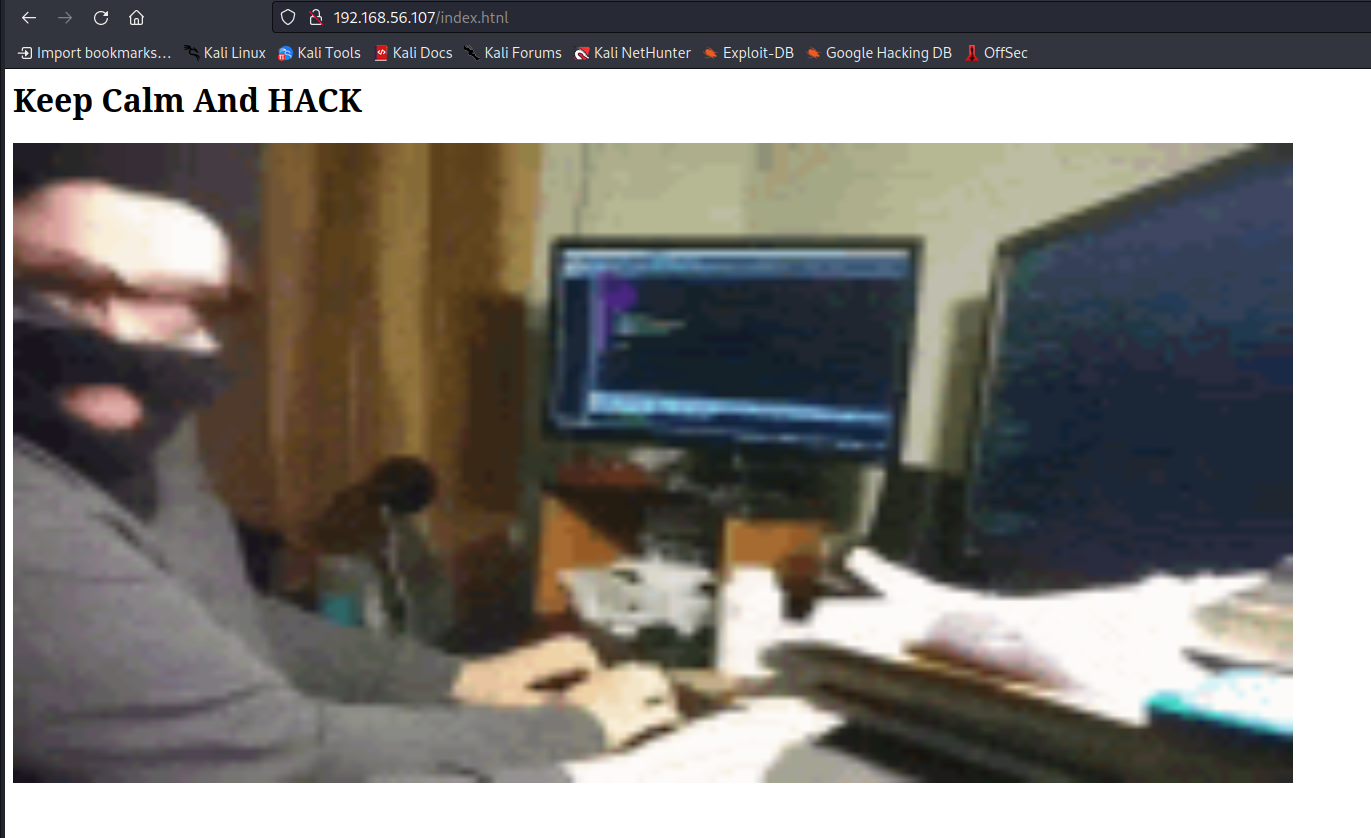 192.168.56.107/index.htnl
Import bookmarks... Kali Linux Kali Tools Kali Docs Kali Forums Kali NetHunter Exploit-DB Google Hacking DB OffSec
Keep Calm And HACK